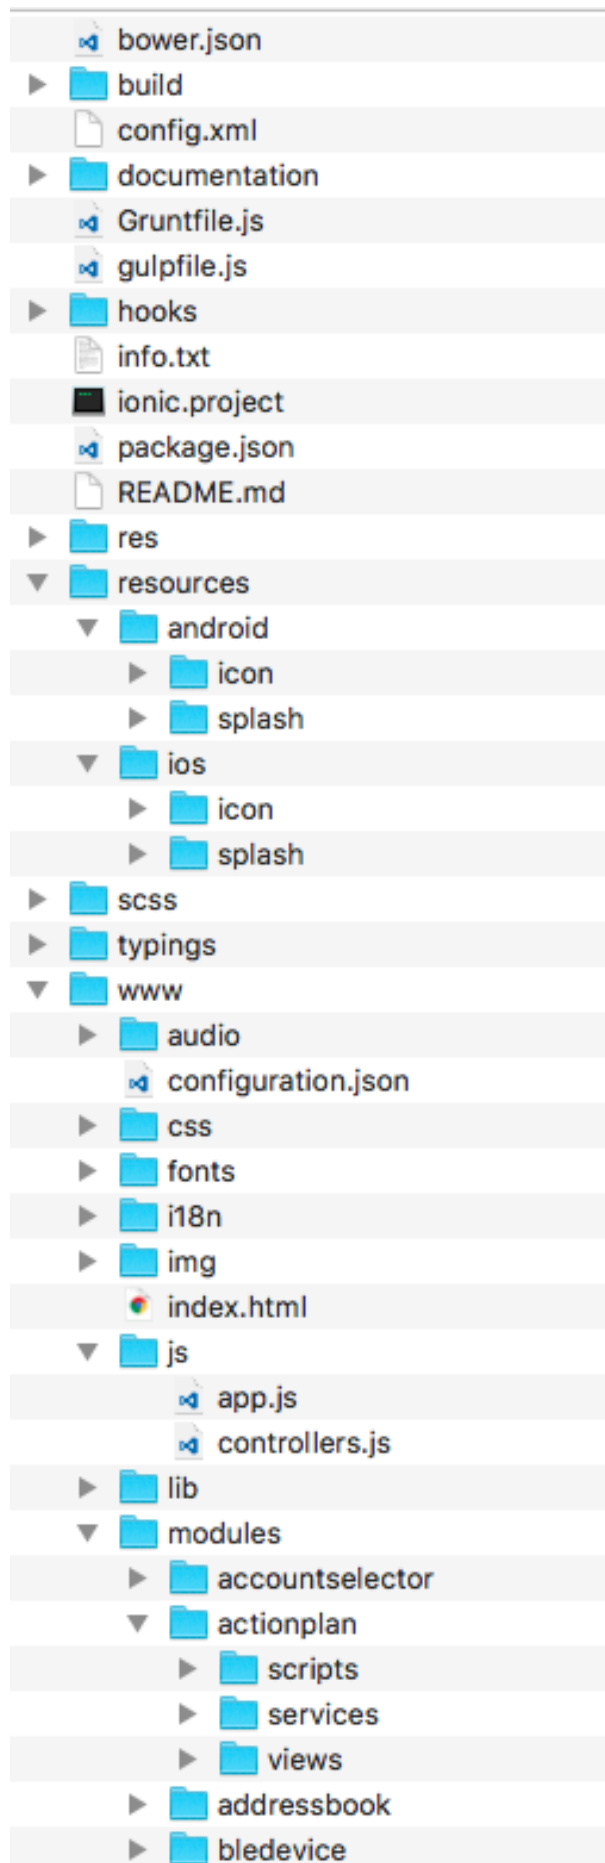 bower.json
build
config.xml
documentation
Gruntfile.js
gulpfile.js
hooks
info.txt
ionic.project
package.json
README.md
res
resources
android
icon
splash
ios
icon
splash
scss
typings
www
audio
configuration.json
css
fonts
i18n
img
index.html
js
app.js
controllers.js
lib
modules
accountselector
actionplan
scripts
services
views
addressbook
bledevice